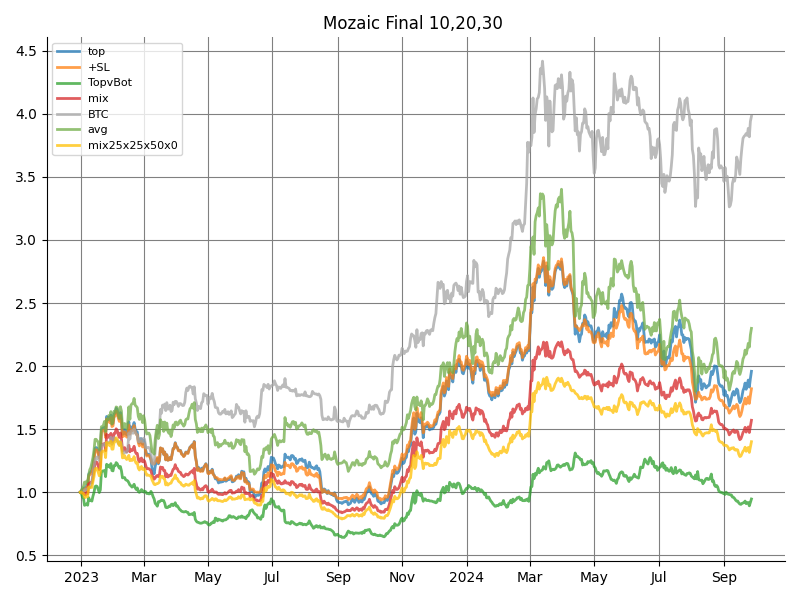 Mozaic Final 10,20,30
4.5
4.0
3.5
3.0
2.5
2.0
1.5
1.0
0.5
top
+SL
TopvBot
mix
BTC
avg
mix25x25x50x0
2023 Mar May Jul Sep Nov 2024 Mar May Jul Sep